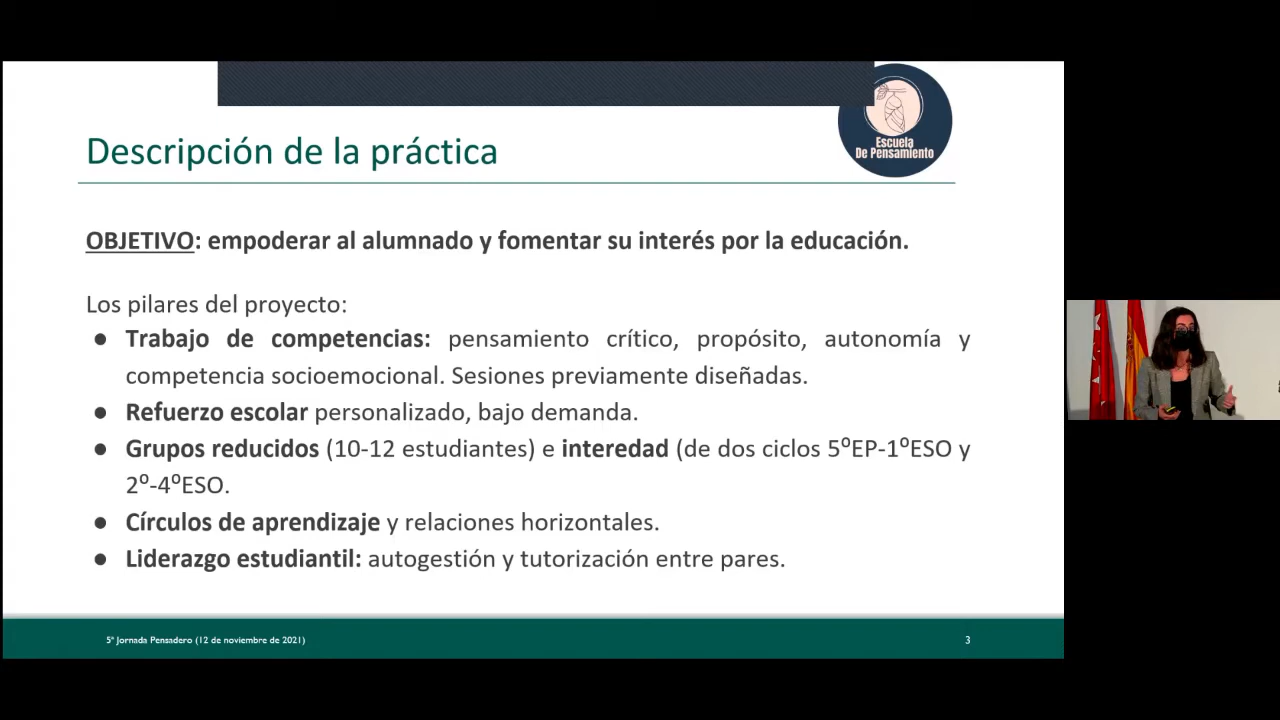 Escuela
De Pensamiento
Descripción de la práctica
OBJETIVO: empoderar al alumnado y fomentar su interés por la educación.
Los pilares del proyecto:
● Trabajo de competencias: pensamiento crítico, propósito, autonomía y
competencia socioemocional. Sesiones previamente diseñadas.
● Refuerzo escolar personalizado, bajo demanda.
● Grupos reducidos (10-12 estudiantes) e interedad (de dos ciclos 5ºEP-1ºESO y
2º-4ºESO.
● Círculos de aprendizaje y relaciones horizontales.
● Liderazgo estudiantil: autogestión y tutorización entre pares.
5ª Jornada Pensadero (12 de noviembre de 2021)
3